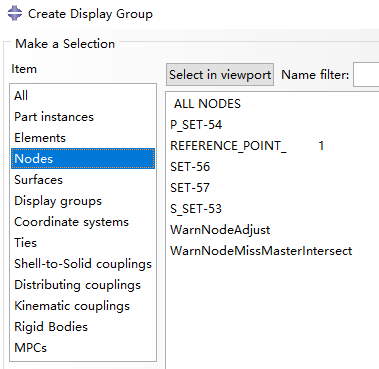 Create Display Group
Make a Selection
Item
Select in viewport Name filter:
All
Part instances
Elements
Nodes
Surfaces
Display groups
Coordinate systems
Ties
Shell-to-Solid couplings
Distributing couplings
Kinematic couplings
Rigid Bodies
MPCs
ALL NODES
P_SET-54
REFERENCE_POINT_ 1
SET-56
SET-57
S_SET-53
WarnNodeAdjust
WarnNodeMissMasterIntersect